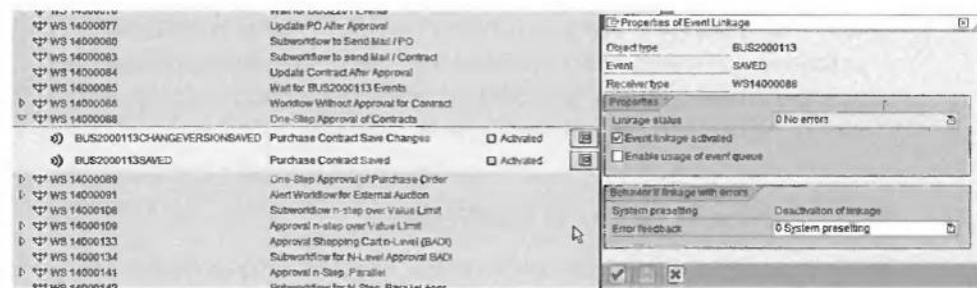 WS 14000077 Update PO After Approval
WS 14000080 Subworkflow to Send Mail / PO
WS 14000083 Subworkflow to send Mail / Contract
WS 14000084 Update Contract After Approval
WS 14000085 Wait for BUS2000113 Events
WS 14000086 Workflow Without Approval for Contract
WS 14000088 One-Step Approval of Contracts
BUS2000113CHANGEVERSIONSAVED Purchase Contract Save Changes Activated
BUS2000113SAVED Purchase Contract Saved Activated
WS 14000089 One-Step Approval of Purchase Order
WS 14000091 Alert Workflow for External Auction
WS 14000108 Subworkflow n-step over Value Limit
WS 14000109 Approval n-step over Value Limit
WS 14000133 Approval Shopping Cart n-Level (BADI)
WS 14000134 Subworkflow for N-Level Approval BADI
WS 14000141 Approval n-Step, Parallel
Properties of Event Linkage
Object type BUS2000113
Event SAVED
Receiver type WS14000088
Properties
Linkage status 0 No errors
Event linkage activated
Enable usage of event queue
Behavior if linkage with errors
System presetting Deactivation of linkage
Error feedback 0 System presetting